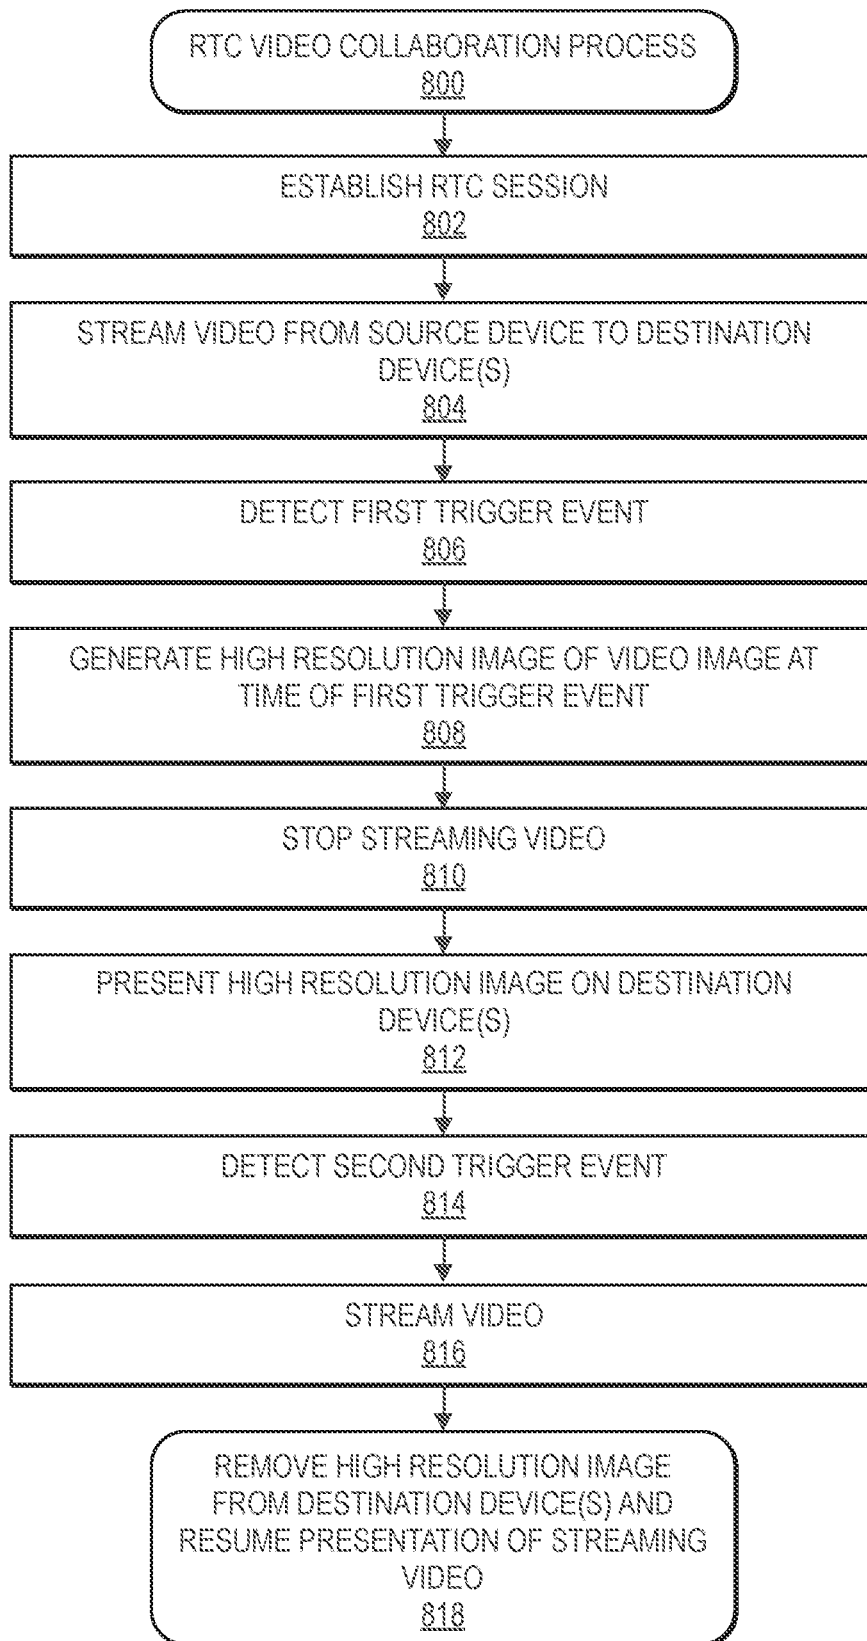 RTC VIDEO COLLABORATION PROCESS
800
ESTABLISH RTC SESSION
802
STREAM VIDEO FROM SOURCE DEVICE TO DESTINATION
DEVICE(S)
804
DETECT FIRST TRIGGER EVENT
806
GENERATE HIGH RESOLUTION IMAGE OF VIDEO IMAGE AT
TIME OF FIRST TRIGGER EVENT
808
STOP STREAMING VIDEO
810
PRESENT HIGH RESOLUTION IMAGE ON DESTINATION
DEVICE(S)
812
DETECT SECOND TRIGGER EVENT
814
STREAM VIDEO
816
REMOVE HIGH RESOLUTION IMAGE
FROM DESTINATION DEVICE(S) AND
RESUME PRESENTATION OF STREAMING
VIDEO
818